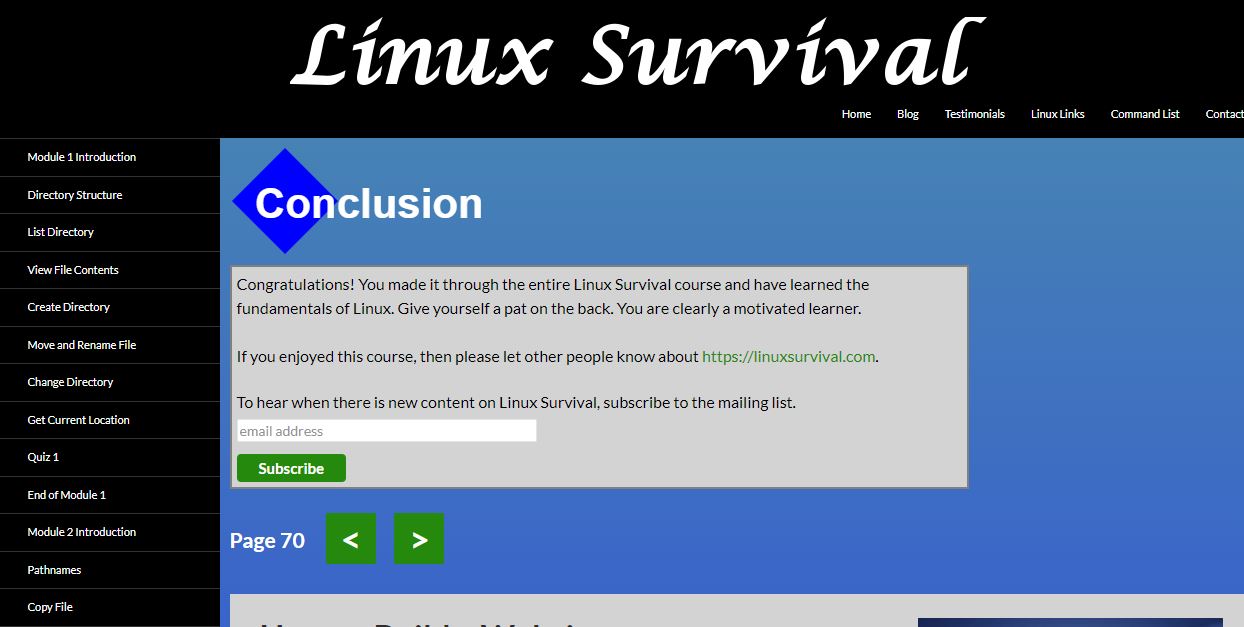 Linux Survival
Home
Blog
Testimonials
Linux Links
Command List
Contact
Module 1 Introduction
Directory Structure
List Directory
View File Contents
Create Directory
Move and Rename File
Change Directory
Get Current Location
Quiz 1
End of Module 1
Module 2 Introduction
Pathnames
Copy File
Conclusion
Congratulations! You made it through the entire Linux Survival course and have learned the
fundamentals of Linux. Give yourself a pat on the back. You are clearly a motivated learner.
If you enjoyed this course, then please let other people know about https://linuxsurvival.com.
To hear when there is new content on Linux Survival, subscribe to the mailing list.
email address
Subscribe
Page 70
<
>